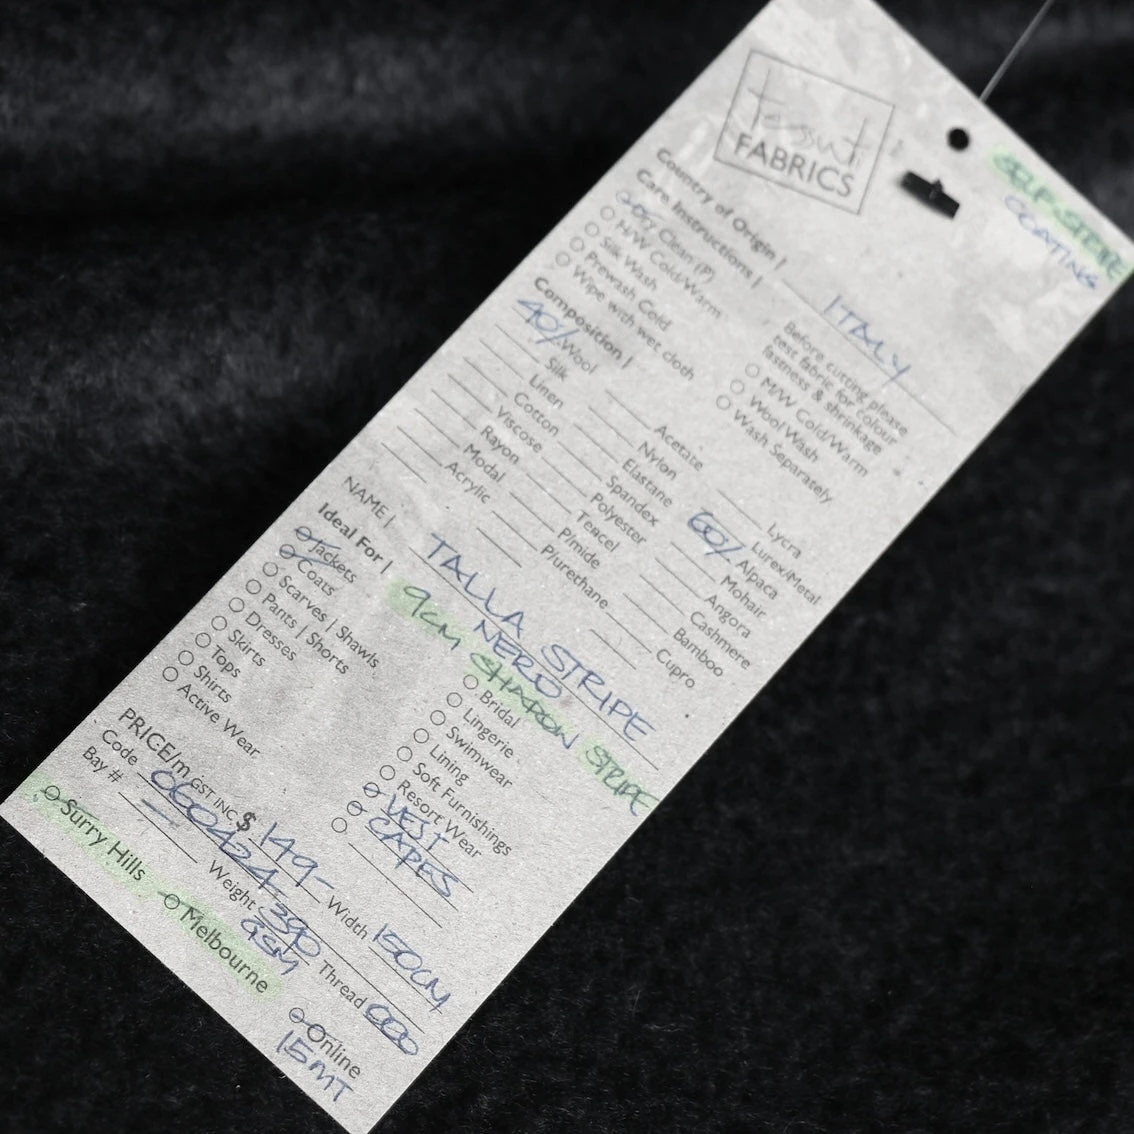 tessuti
FABRICS
SELF-STRIPE
COATING
Country of Origin |
ITALY
Care Instructions |
Dry Clean (P)
H/W Cold/Warm
Silk Wash
Prewash Cold
Wipe with wet cloth
Before cutting please
test fabric for colour
fastness & shrinkage
M/W Cold/Warm
Wool Wash
Wash Separately
Composition |
40% Wool
Silk
Linen
Cotton
Viscose
Rayon
Modal
Acrylic
Acetate
Nylon
Elastane
Spandex
Polyester
Tencel
P/mide
P/urethane
Lycra
Lurex/Metal
60% Alpaca
Mohair
Angora
Cashmere
Bamboo
Cupro
NAME |
TALLA STRIPE
NERO
Ideal For |
9CM SHADOW STRIPE
Jackets
Coats
Scarves | Shawls
Pants | Shorts
Dresses
Skirts
Tops
Shirts
Active Wear
Bridal
Lingerie
Swimwear
Lining
Soft Furnishings
Resort Wear
VEST
CAPES
PRICE/m GST INC. $ 149- Width 150CM
Code 000424- Weight 390 GSM Thread 000
Bay #
Surry Hills
Melbourne
Online
15MT